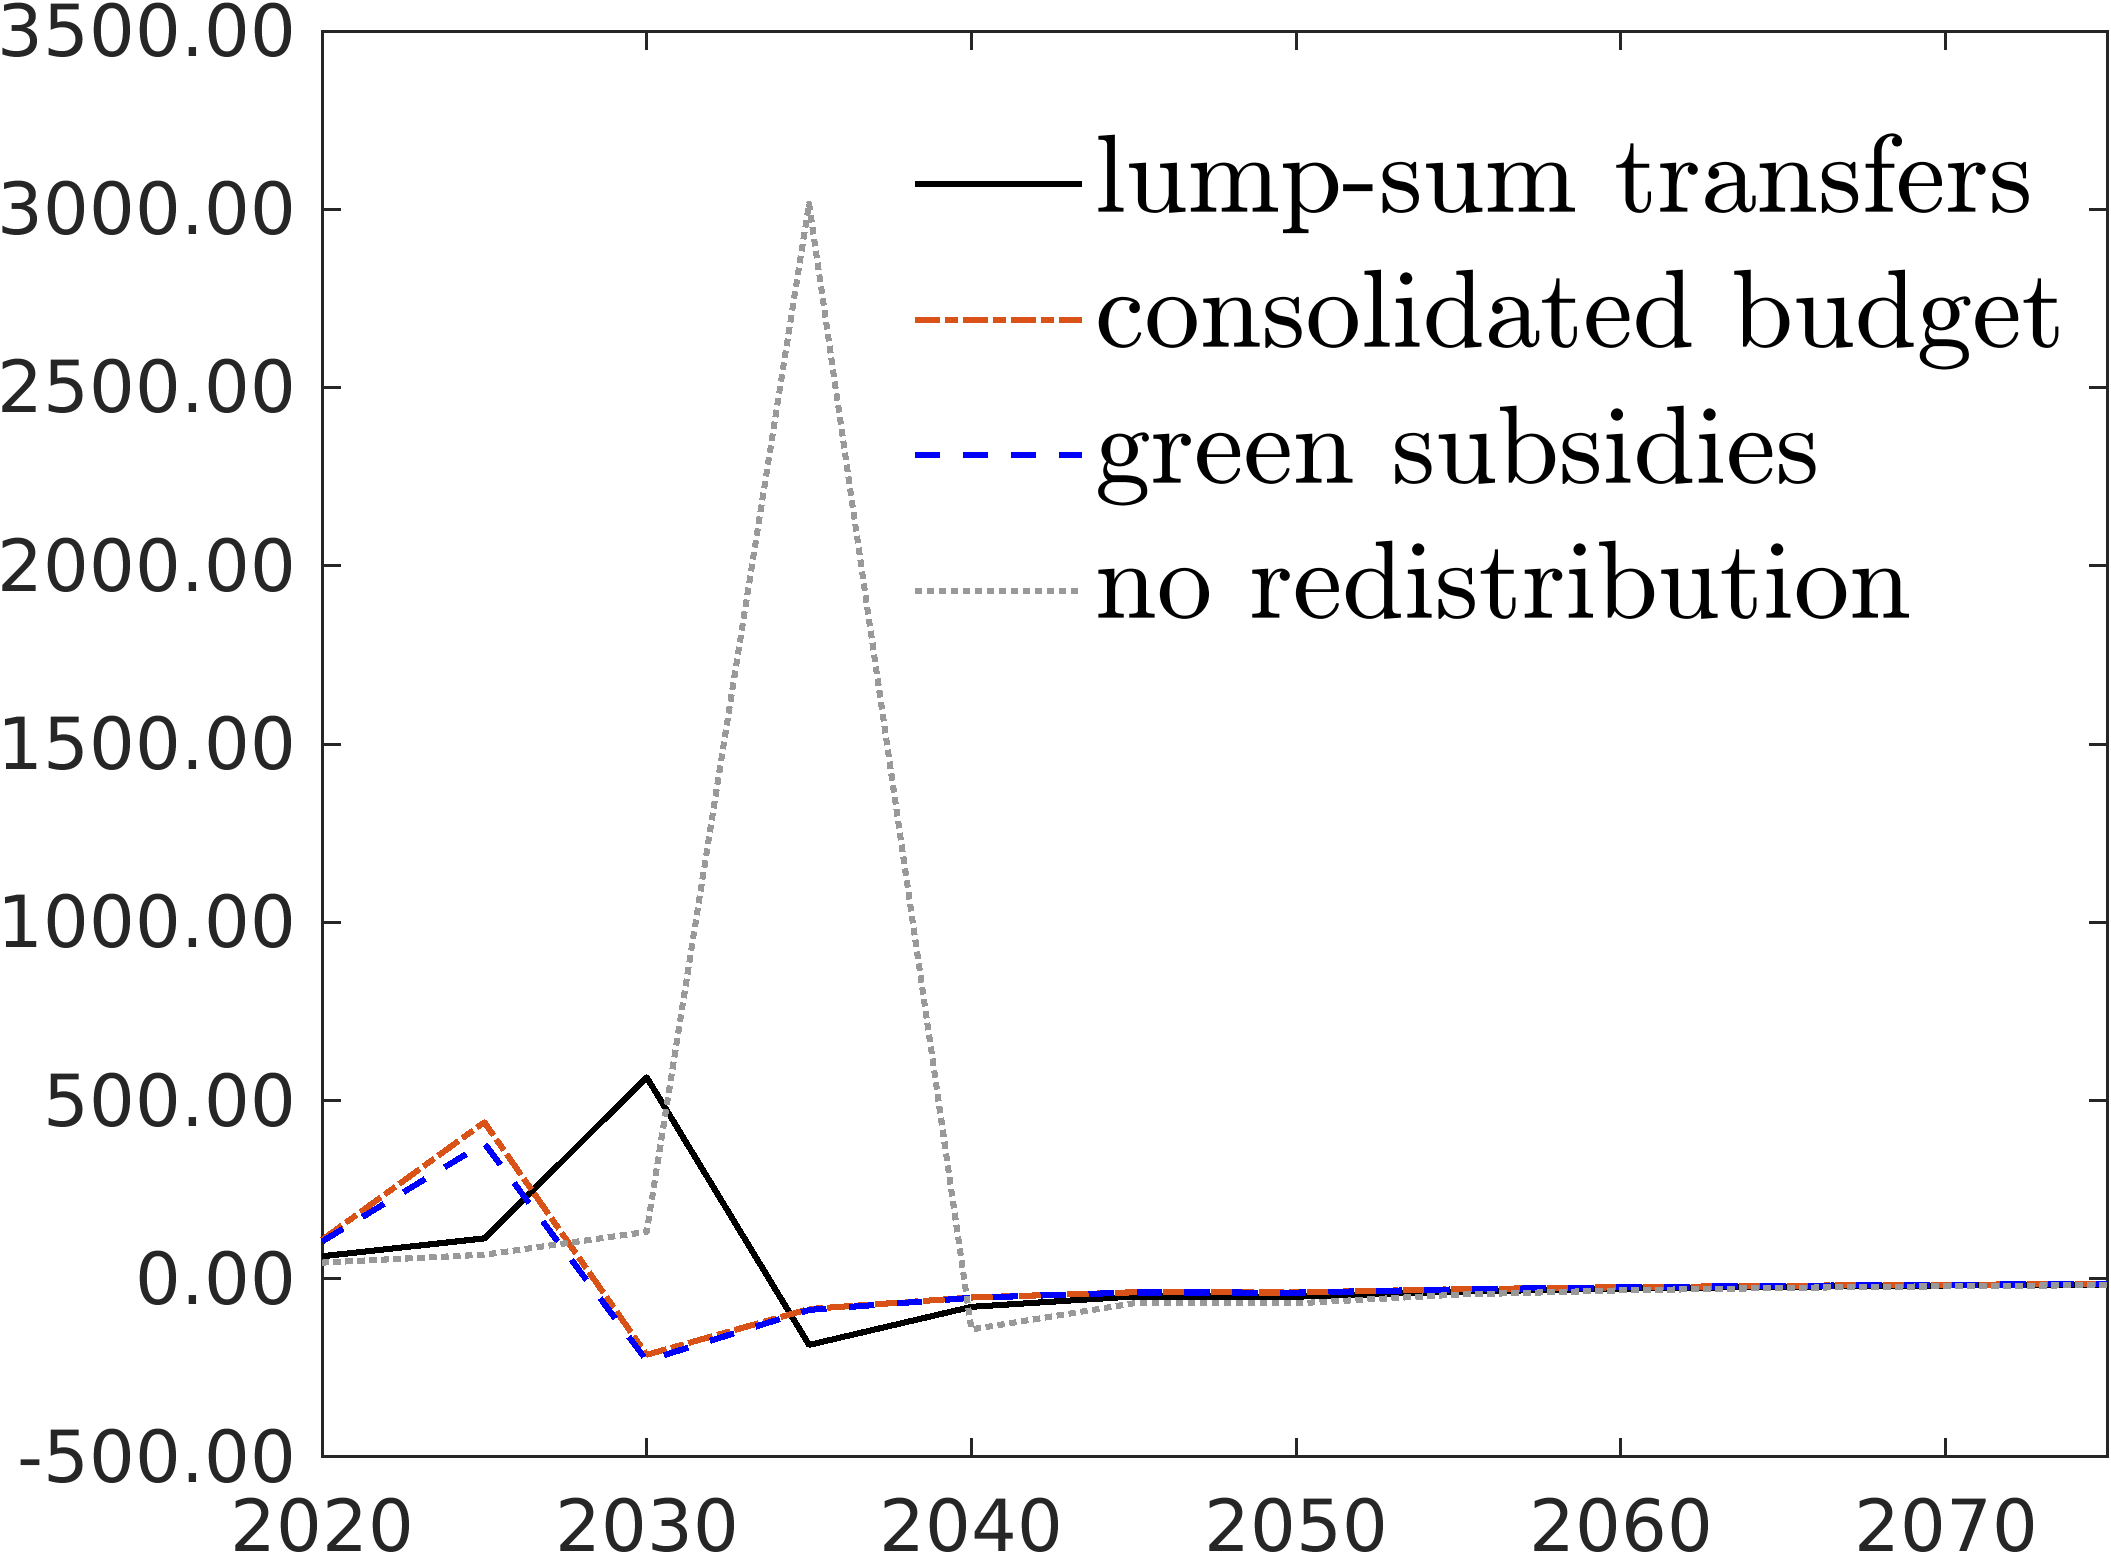 3500.00
3000.00
2500.00
2000.00
1500.00
1000.00
500.00
0.00
-500.00
2020 2030 2040 2050 2060 2070
lump-sum transfers
consolidated budget
green subsidies
no redistribution